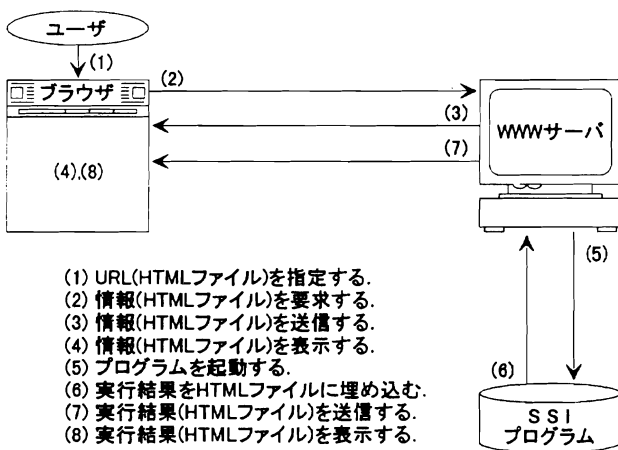 ユーザ
(1)
ブラウザ
(2)
(3)
WWWサーバ
(7)
(4),(8)
(5)
(1) URL(HTMLファイル)を指定する.
(2) 情報(HTMLファイル)を要求する.
(3) 情報(HTMLファイル)を送信する.
(4) 情報(HTMLファイル)を表示する.
(5) プログラムを起動する.
(6) 実行結果をHTMLファイルに埋め込む.
(7) 実行結果(HTMLファイル)を送信する.
(8) 実行結果(HTMLファイル)を表示する.
(6)
SSI
プログラム